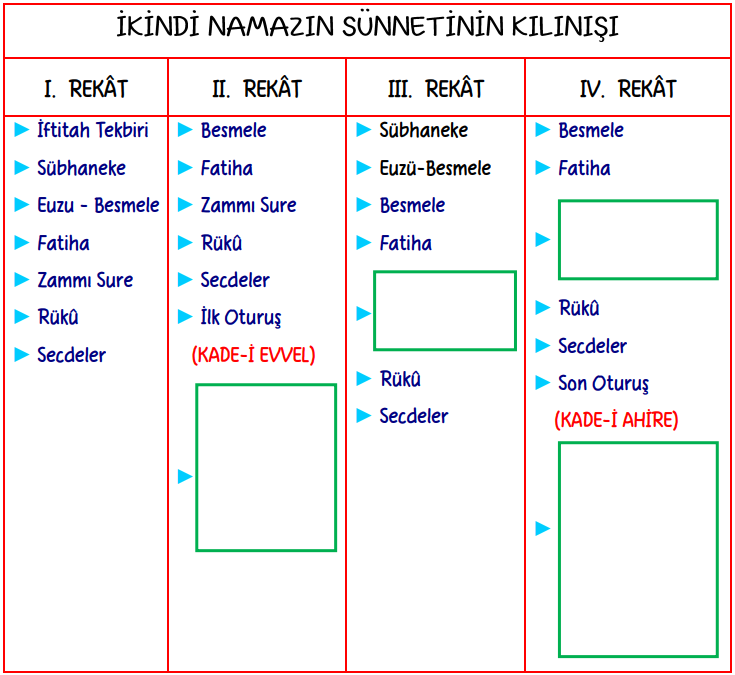 İKİNDİ NAMAZIN SÜNNETİNİN KILINIŞI
I. REKÂT
İftitah Tekbiri
Sübhaneke
Euzu - Besmele
Fatiha
Zammı Sure
Rükû
Secdeler
II. REKÂT
Besmele
Fatiha
Zammı Sure
Rükû
Secdeler
İlk Oturuş
(KADE-İ EVVEL)
III. REKÂT
Sübhaneke
Euzü-Besmele
Besmele
Fatiha
Rükû
Secdeler
IV. REKÂT
Besmele
Fatiha
Rükû
Secdeler
Son Oturuş
(KADE-İ AHİRE)